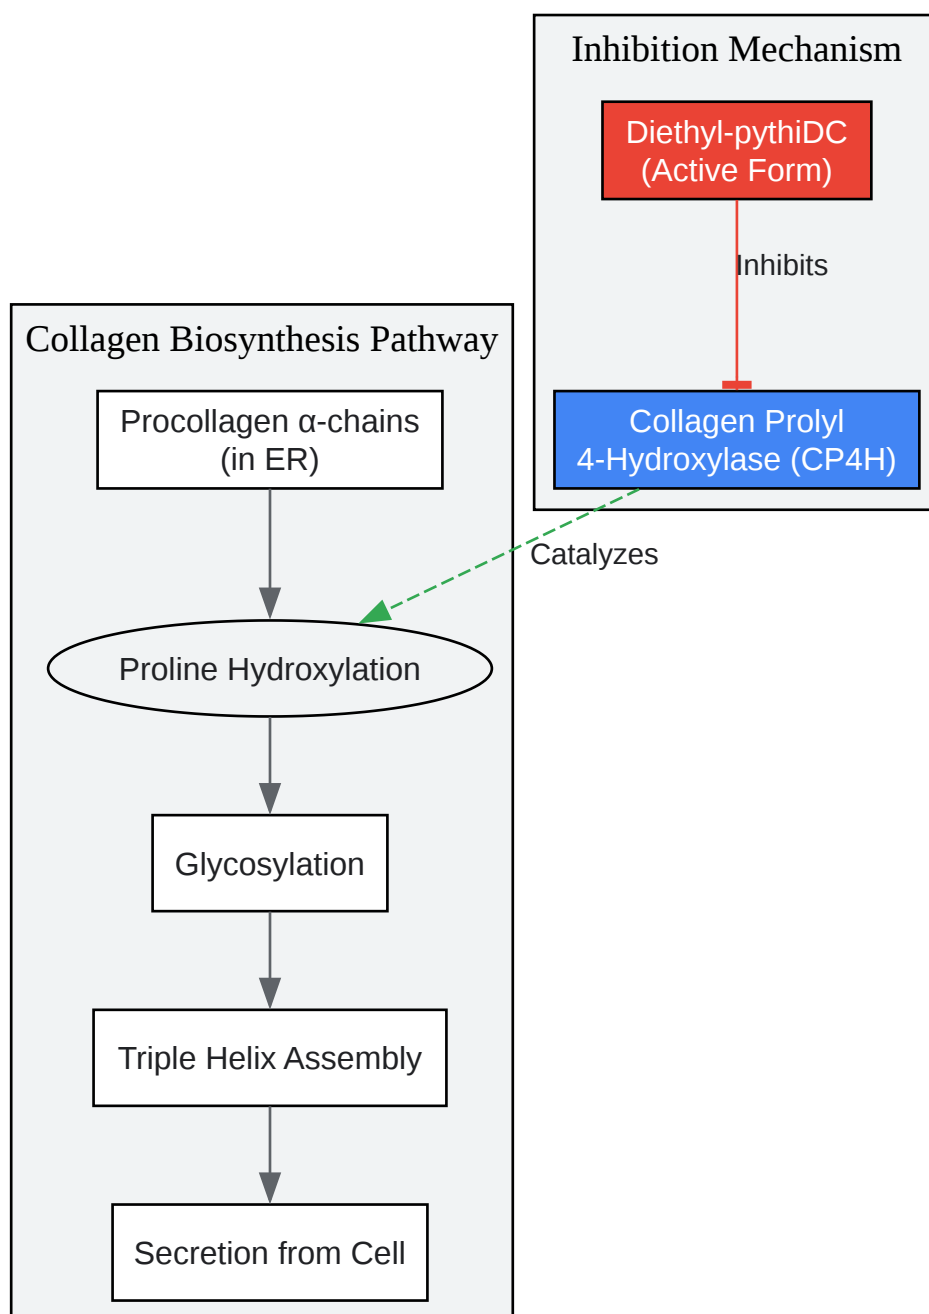 Inhibition Mechanism
Diethyl-pythiDC
(Active Form)
Inhibits
Collagen Prolyl
4-Hydroxylase (CP4H)
Catalyzes
Collagen Biosynthesis Pathway
Procollagen α-chains
(in ER)
Proline Hydroxylation
Glycosylation
Triple Helix Assembly
Secretion from Cell